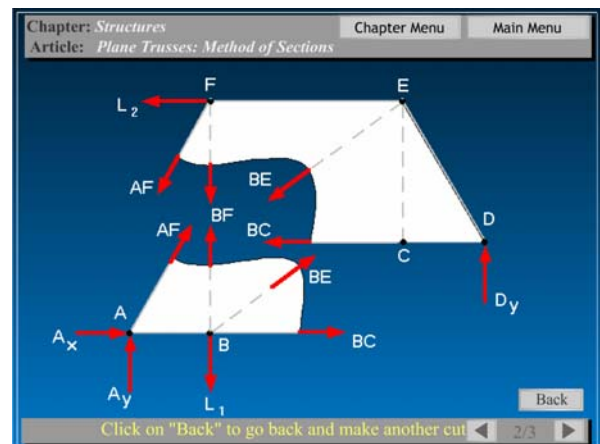 Chapter: Structures
Chapter Menu
Main Menu
Article: Plane Trusses: Method of Sections
F
E
L2
AF
BE
BF
AF
BC
D
BE
C
A
Dy
Ax
B
BC
Ay
L1
Back
Click on "Back" to go back and make another cut
2/3